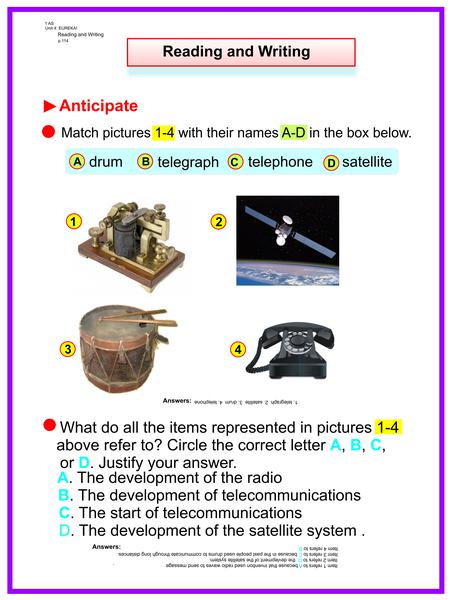 1 AS
Unit 4: EUREKA!
Reading and Writing
p.114
Reading and Writing
▶ Anticipate
● Match pictures 1-4 with their names A-D in the box below.
A drum B telegraph C telephone D satellite
1
2
3
4
Answers: 1. telegraph 2. satellite 3. drum 4. telephone
● What do all the items represented in pictures 1-4
above refer to? Circle the correct letter A, B, C,
or D. Justify your answer.
A. The development of the radio
B. The development of telecommunications
C. The start of telecommunications
D. The development of the satellite system .
Answers:
Item 1 refers to A because that invention used radio waves to send message .
Item 2 refers to D the development of the satellite system.
Item 3 refers to because in the past people used drums to communicate through long distances.
Item 4 refers to B